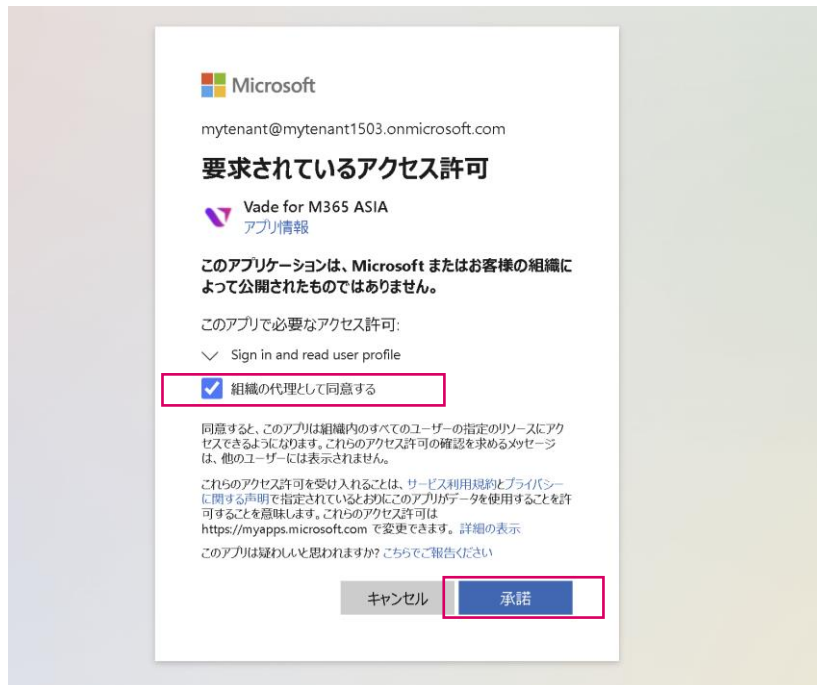 Microsoft
mytenant@mytenant1503.onmicrosoft.com
要求されているアクセス許可
Vade for M365 ASIA
アプリ情報
このアプリケーションは、Microsoft またはお客様の組織に
よって公開されたものではありません。
このアプリで必要なアクセス許可:
Sign in and read user profile
組織の代理として同意する
同意すると、このアプリは組織内のすべてのユーザーの指定のリソースにアク
セスできるようになります。これらのアクセス許可の確認を求めるメッセージ
は、他のユーザーには表示されません。
これらのアクセス許可を受け入れることは、サービス利用規約とプライバシー
に関する声明で指定されているとおりにこのアプリがデータを使用することを許
可することを意味します。これらのアクセス許可は
https://myapps.microsoft.com で変更できます。詳細の表示
このアプリは疑わしいと思われますか? こちらでご報告ください
キャンセル
承諾